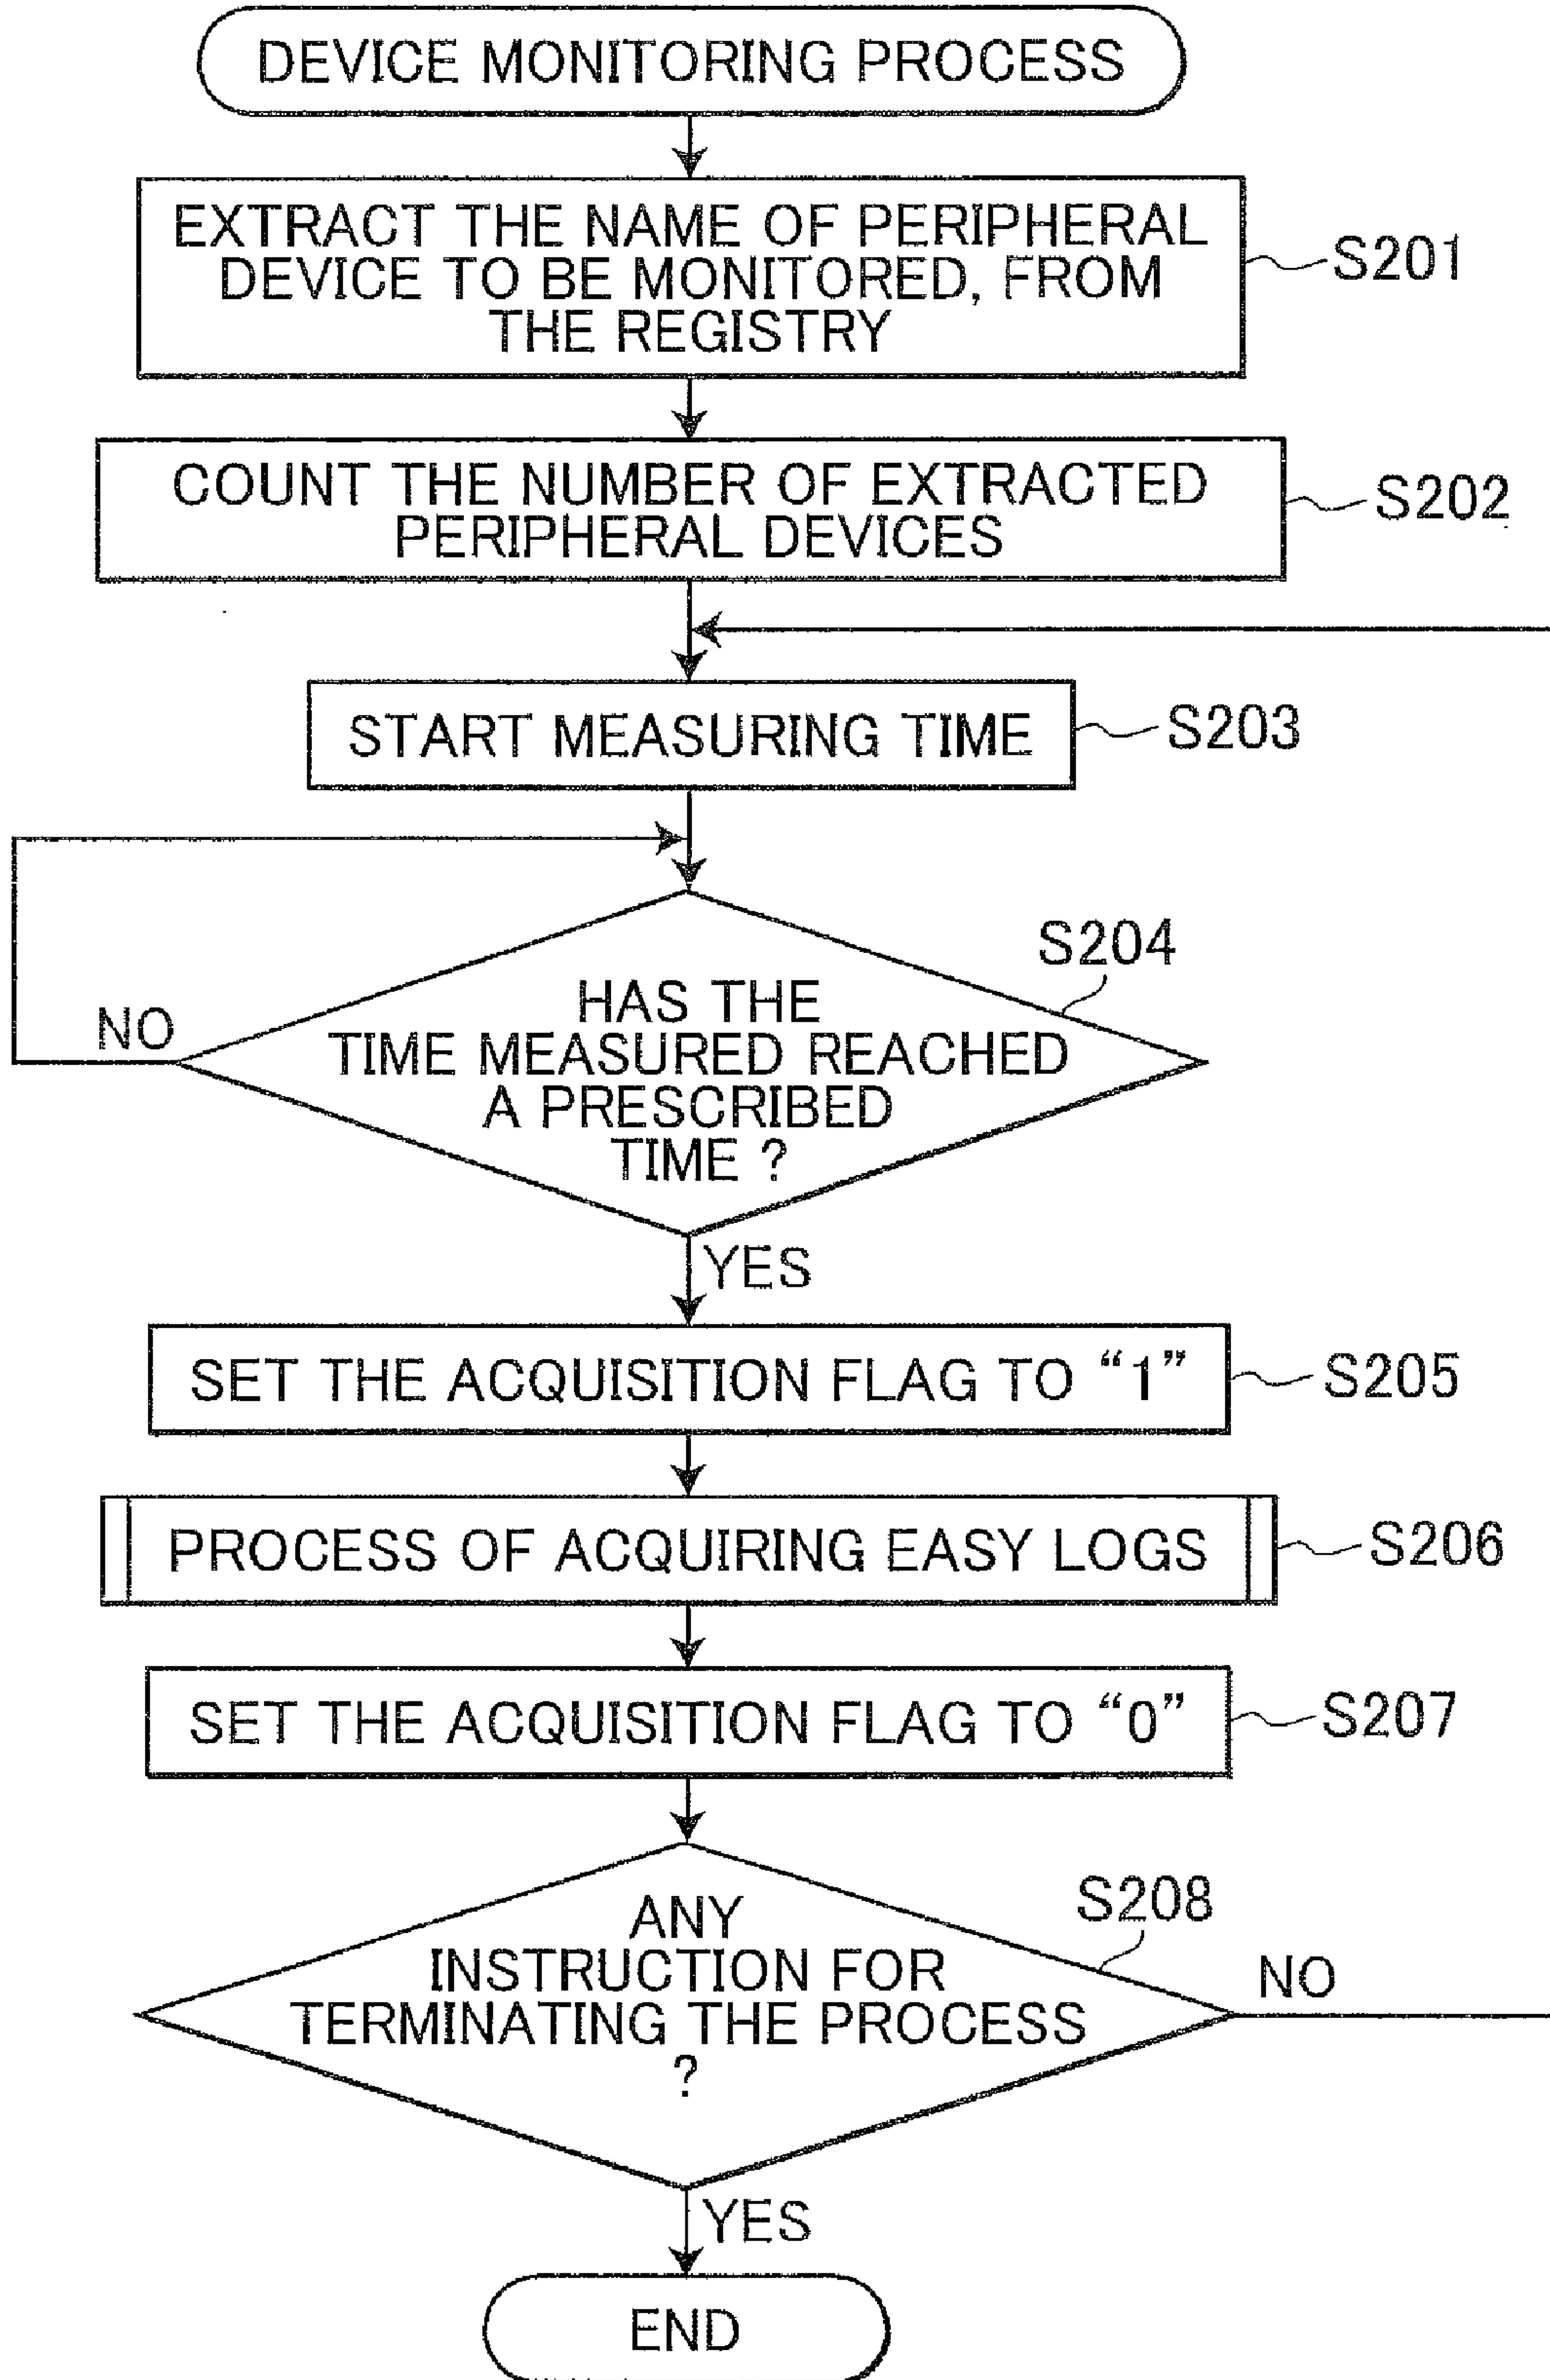 DEVICE MONITORING PROCESS
EXTRACT THE NAME OF PERIPHERAL
DEVICE TO BE MONITORED, FROM
THE REGISTRY
S201
COUNT THE NUMBER OF EXTRACTED
PERIPHERAL DEVICES
S202
START MEASURING TIME
S203
S204
HAS THE
TIME MEASURED REACHED
A PRESCRIBED
TIME ?
NO
YES
SET THE ACQUISITION FLAG TO “1”
S205
PROCESS OF ACQUIRING EASY LOGS
S206
SET THE ACQUISITION FLAG TO “0”
S207
S208
ANY
INSTRUCTION FOR
TERMINATING THE PROCESS
?
NO
YES
END